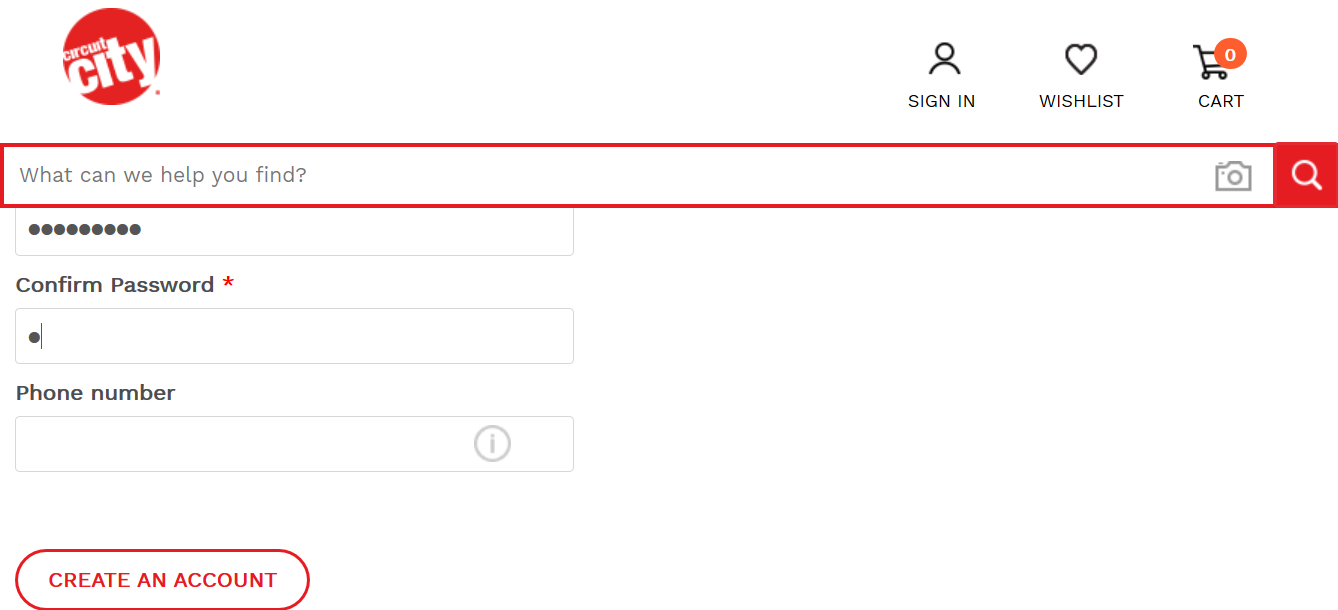 circuit
city
0
SIGN IN WISHLIST CART
What can we help you find?
•••••••••
Confirm Password *
•
Phone number
i
CREATE AN ACCOUNT